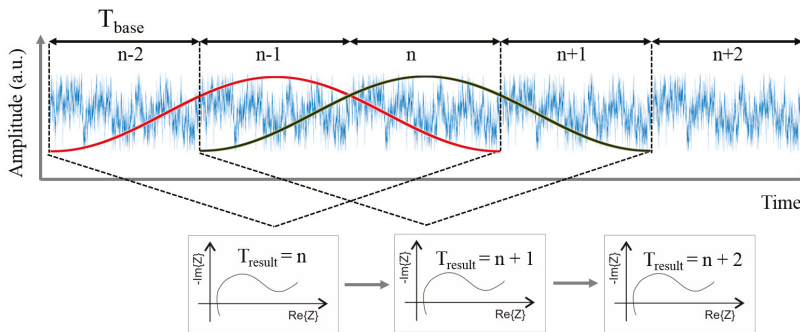 T_base
n-2 n-1 n n+1 n+2
Amplitude (a.u.)
Time
T_result = n T_result = n + 1 T_result = n + 2
-Im{Z} -Im{Z} -Im{Z}
Re{Z} Re{Z} Re{Z}